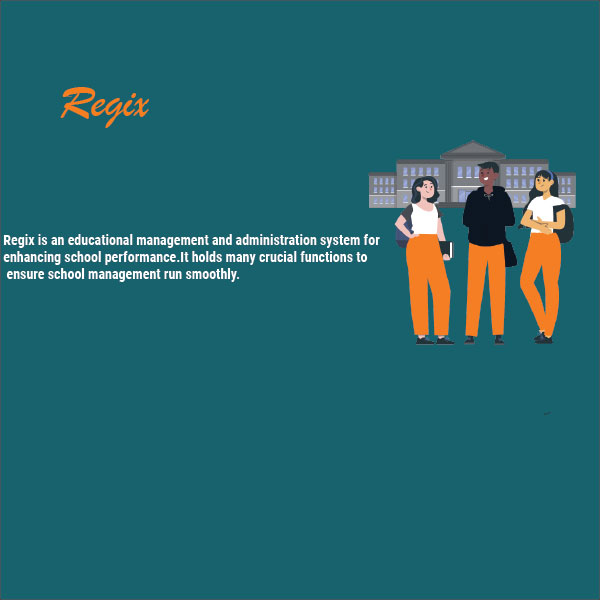 Regix
Regix is an educational management and administration system for
enhancing school performance.It holds many crucial functions to
ensure school management run smoothly.